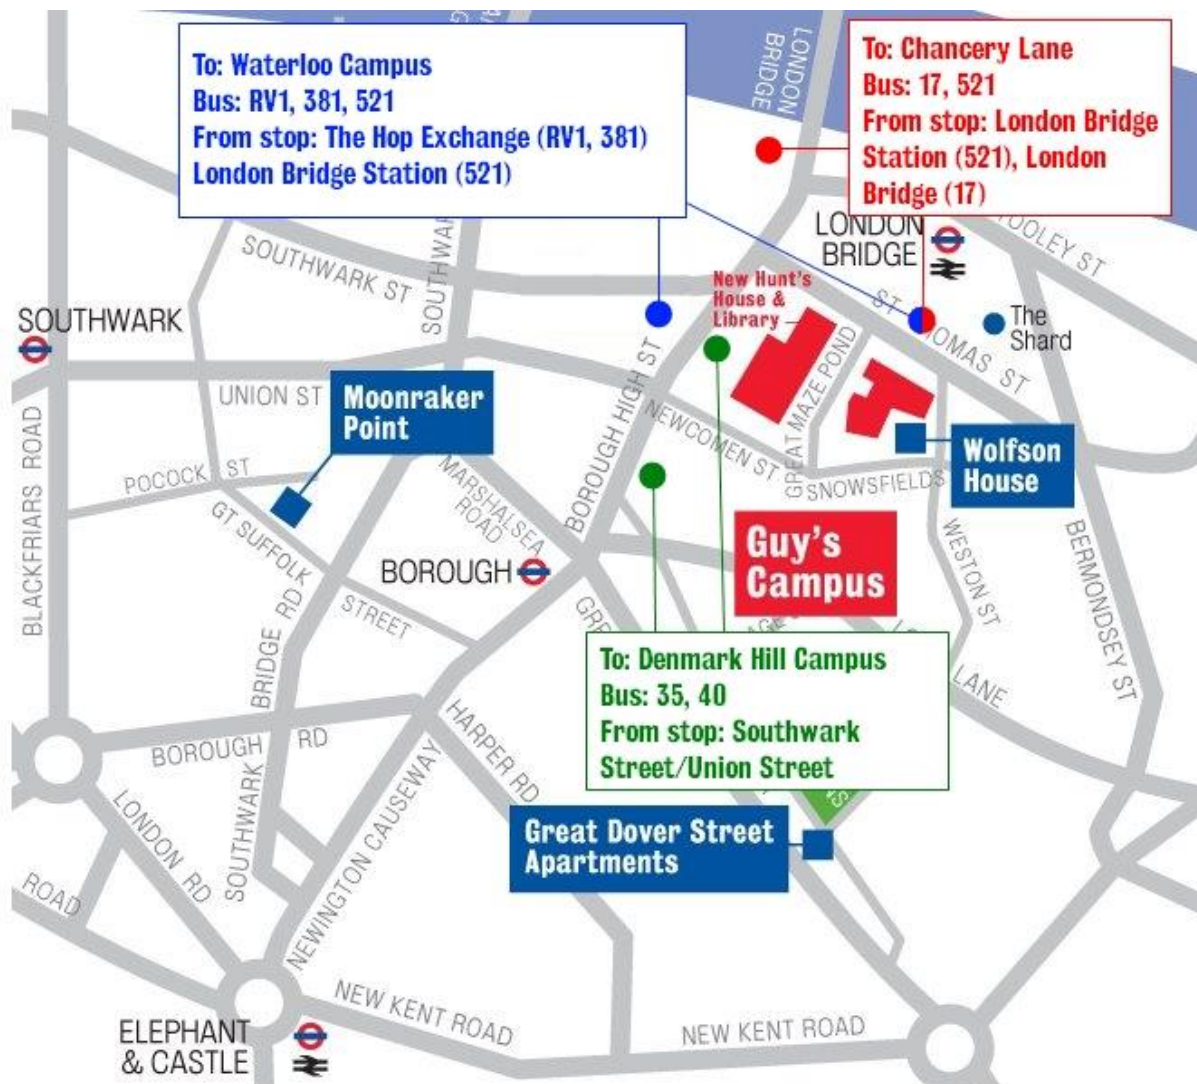 To: Waterloo Campus
Bus: RV1, 381, 521
From stop: The Hop Exchange (RV1, 381)
London Bridge Station (521)
LONDON
BRIDGE
To: Chancery Lane
Bus: 17, 521
From stop: London Bridge
Station (521), London
Bridge (17)
LONDON
BRIDGE
TOOLEY ST
SOUTHWARK ST
SOUTHWAR
New Hunt's
House &
Library
ST THOMAS ST
The
Shard
SOUTHWARK
UNION ST
Moonraker
Point
BLACKFRIARS ROAD
POCOCK ST
GT SUFFOLK
STREET
MARSHALSEA
ROAD
BOROUGH HIGH ST
NEWCOMEN ST
GREAT MAZE POND
SNOWSFIELDS
Wolfson
House
WESTON ST
BERMONDSEY ST
BOROUGH
Guy's
Campus
GRE
LANE
To: Denmark Hill Campus
Bus: 35, 40
From stop: Southwark
Street/Union Street
BOROUGH RD
SOUTHWARK BRIDGE RD
HARPER RD
NEWINGTON CAUSEWAY
LONDON RD
ROAD
Great Dover Street
Apartments
NEW KENT ROAD
NEW KENT ROAD
ELEPHANT
& CASTLE